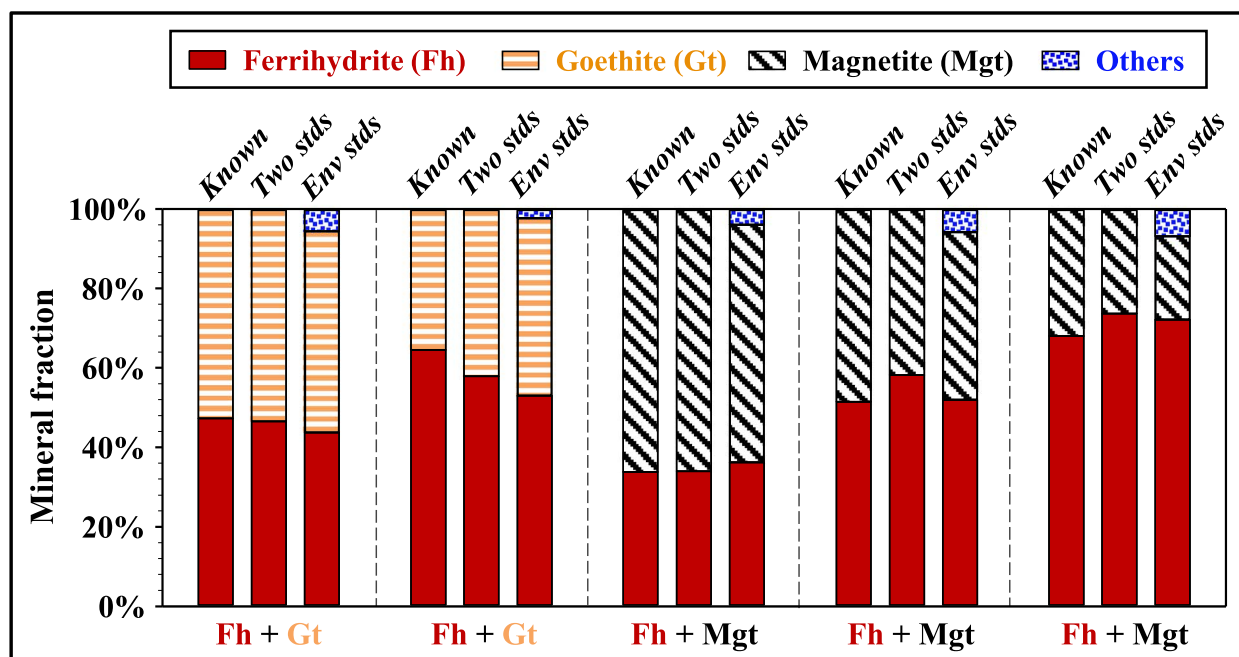 Ferrihydrite (Fh) Goethite (Gt) Magnetite (Mgt) Others
Known Two stds Env stds Known Two stds Env stds Known Two stds Env stds Known Two stds Env stds Known Two stds Env stds
Mineral fraction
100%
80%
60%
40%
20%
0%
Fh + Gt Fh + Gt Fh + Mgt Fh + Mgt Fh + Mgt